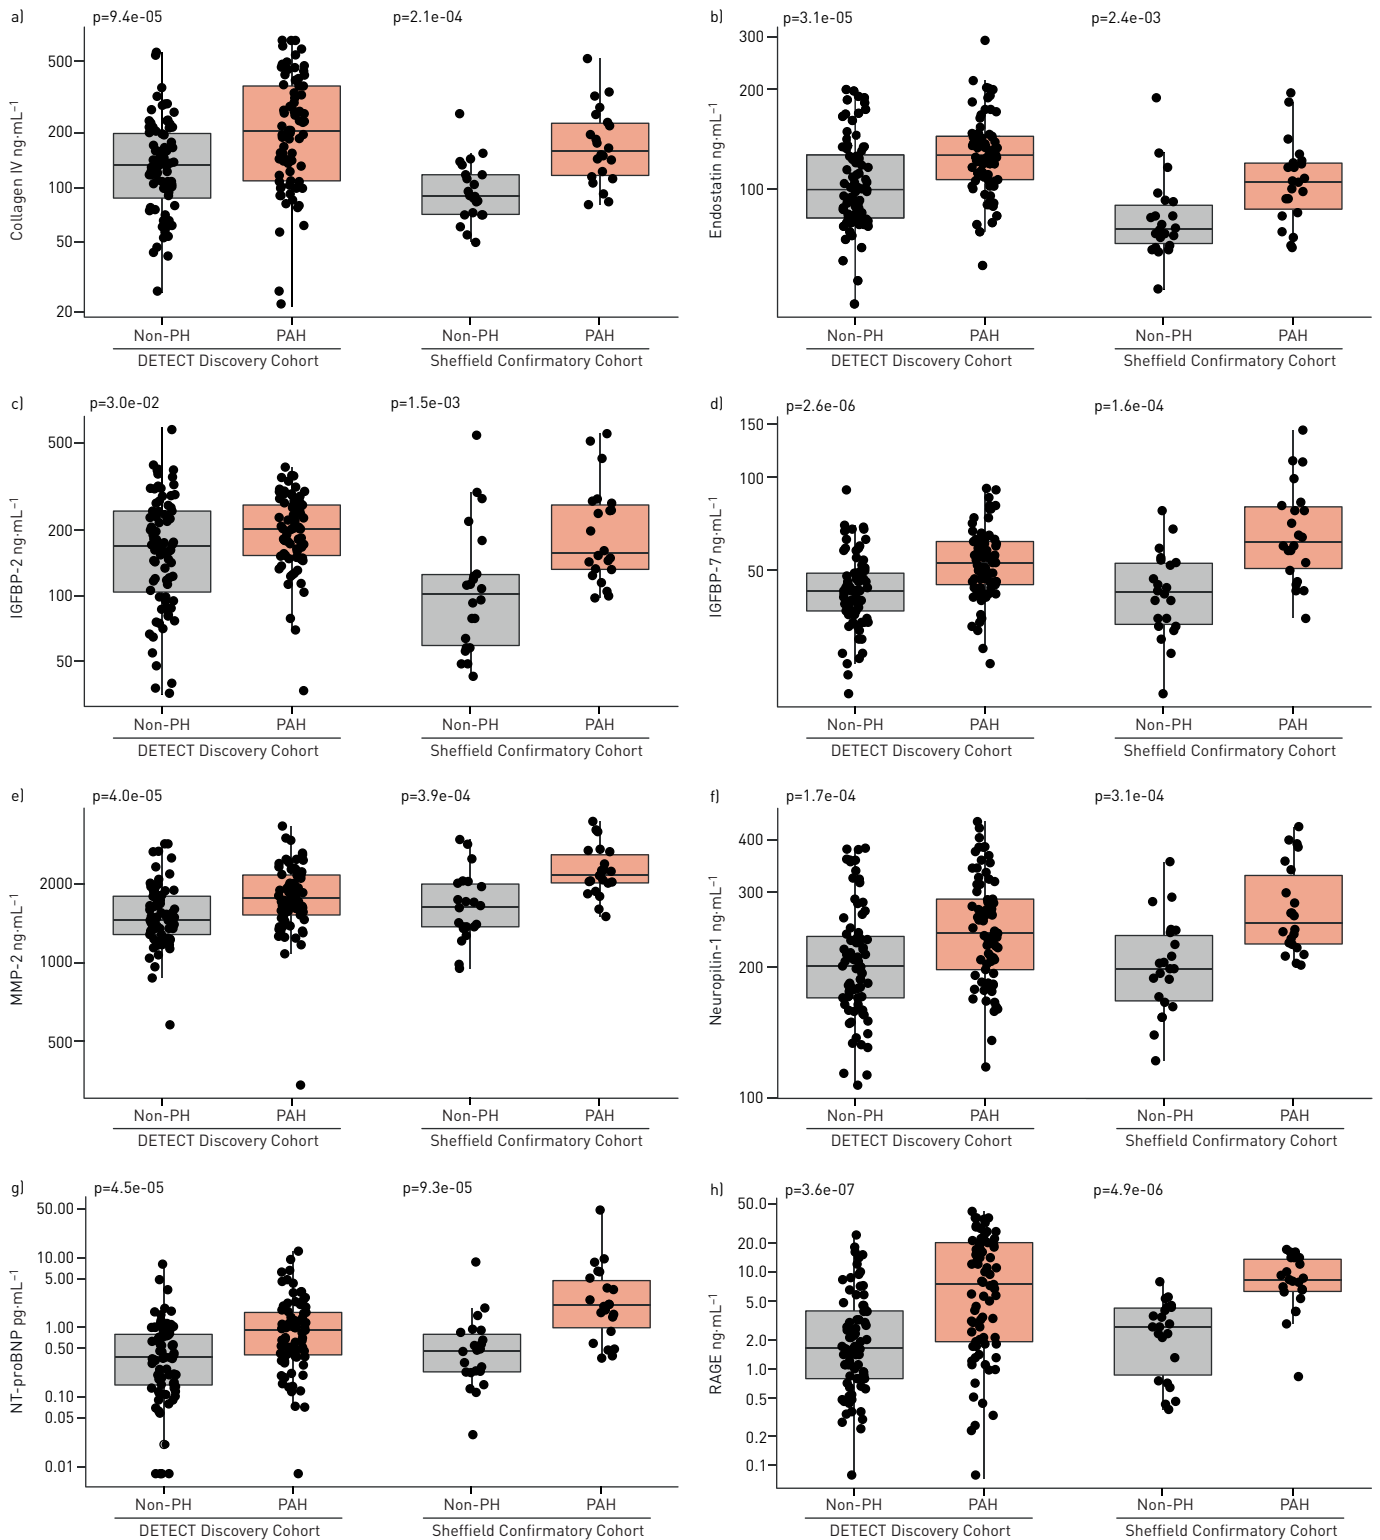 a)
p=9.4e-05
p=2.1e-04
Collagen IV ng·mL⁻¹
500
200
100
50
20
Non-PH
PAH
Non-PH
PAH
DETECT Discovery Cohort
Sheffield Confirmatory Cohort
b)
p=3.1e-05
p=2.4e-03
Endostatin ng·mL⁻¹
300
200
100
Non-PH
PAH
Non-PH
PAH
DETECT Discovery Cohort
Sheffield Confirmatory Cohort
c)
p=3.0e-02
p=1.5e-03
IGFBP-2 ng·mL⁻¹
500
200
100
50
Non-PH
PAH
Non-PH
PAH
DETECT Discovery Cohort
Sheffield Confirmatory Cohort
d)
p=2.6e-06
p=1.6e-04
IGFBP-7 ng·mL⁻¹
150
100
50
Non-PH
PAH
Non-PH
PAH
DETECT Discovery Cohort
Sheffield Confirmatory Cohort
e)
p=4.0e-05
p=3.9e-04
MMP-2 ng·mL⁻¹
2000
1000
500
Non-PH
PAH
Non-PH
PAH
DETECT Discovery Cohort
Sheffield Confirmatory Cohort
f)
p=1.7e-04
p=3.1e-04
Neuropilin-1 ng·mL⁻¹
400
300
200
100
Non-PH
PAH
Non-PH
PAH
DETECT Discovery Cohort
Sheffield Confirmatory Cohort
g)
p=4.5e-05
p=9.3e-05
NT-proBNP pg·mL⁻¹
50.00
10.00
5.00
1.00
0.50
0.10
0.05
0.01
Non-PH
PAH
Non-PH
PAH
DETECT Discovery Cohort
Sheffield Confirmatory Cohort
h)
p=3.6e-07
p=4.9e-06
RAGE ng·mL⁻¹
50.0
20.0
10.0
5.0
2.0
1.0
0.5
0.2
0.1
Non-PH
PAH
Non-PH
PAH
DETECT Discovery Cohort
Sheffield Confirmatory Cohort